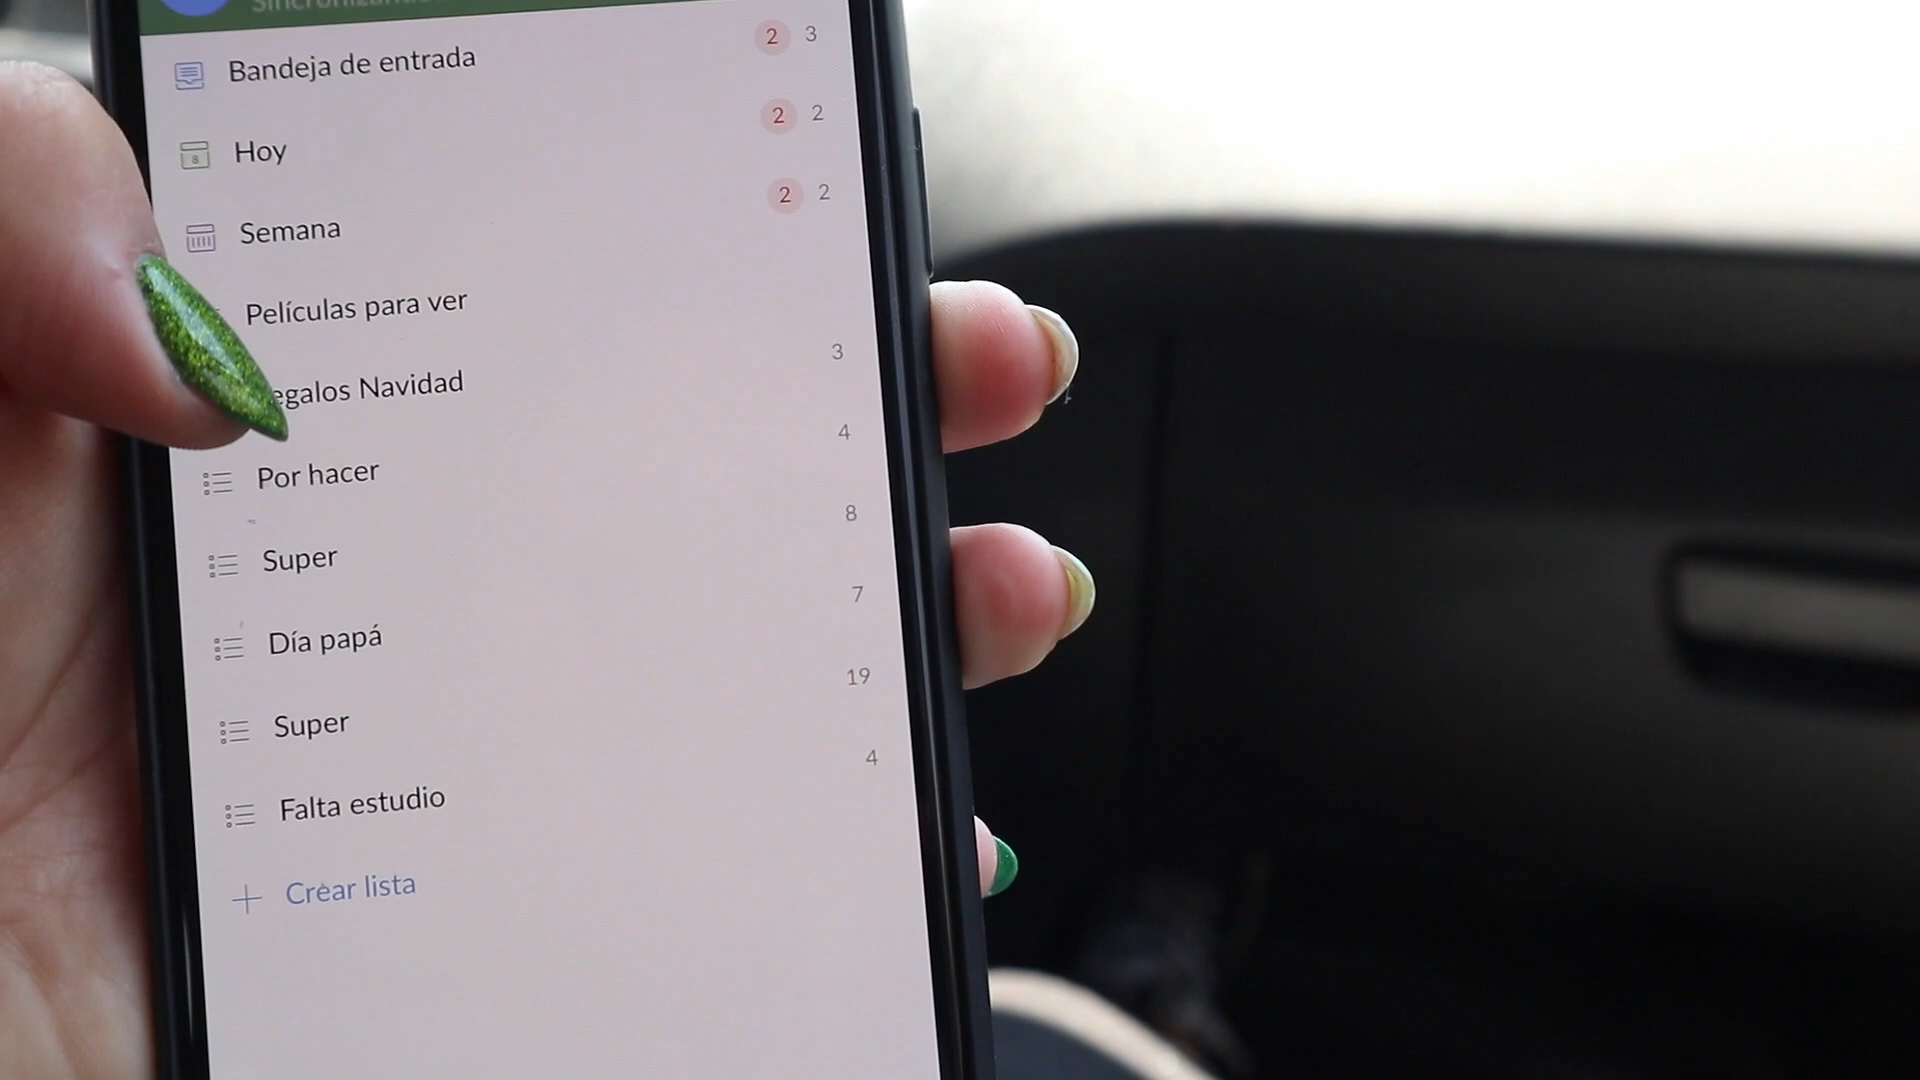 Bandeja de entrada 2 3
8 Hoy 2 2
Semana 2 2
Películas para ver
egalos Navidad 3
Por hacer 4
Super 8
Día papá 7
Super 19
Falta estudio 4
+ Crear lista